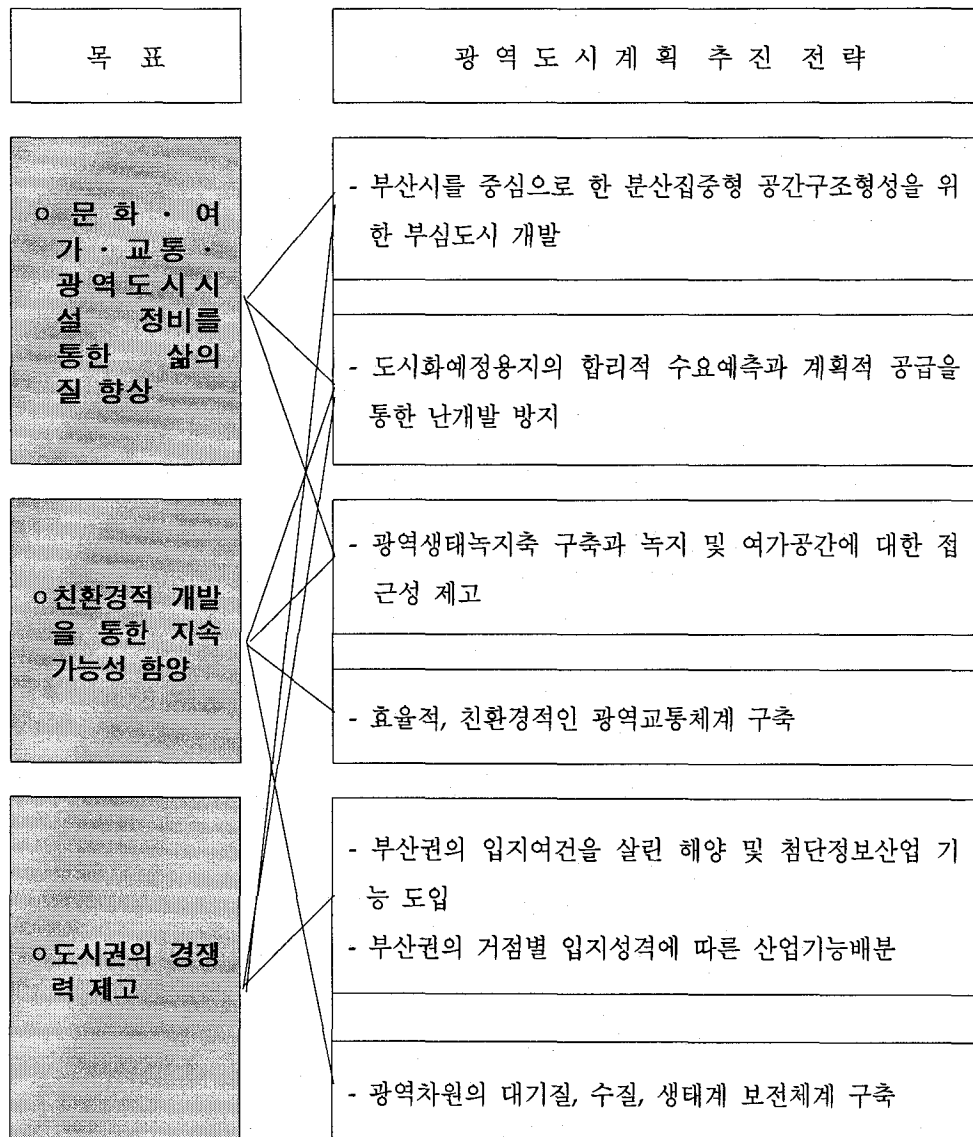 목 표
광 역 도 시 계 획 추 진 전 략
o 문 화 · 여
가 · 교 통 ·
광 역 도 시 시
설 정비를
통한 삶의
질 향상
- 부산시를 중심으로 한 분산집중형 공간구조형성을 위
한 부심도시 개발
- 도시화예정용지의 합리적 수요예측과 계획적 공급을
통한 난개발 방지
o 친환경적 개발
을 통한 지속
가능성 함양
- 광역생태녹지축 구축과 녹지 및 여가공간에 대한 접
근성 제고
- 효율적, 친환경적인 광역교통체계 구축
o 도시권의 경쟁
력 제고
- 부산권의 입지여건을 살린 해양 및 첨단정보산업 기
능 도입
- 부산권의 거점별 입지성격에 따른 산업기능배분
- 광역차원의 대기질, 수질, 생태계 보전체계 구축